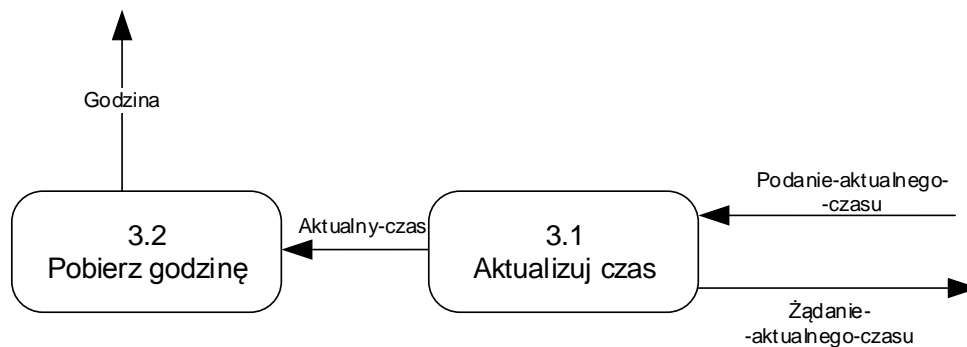 Godzina
Podanie-aktualnego-
-czasu
3.2
Pobierz godzinę
Aktualny-czas
3.1
Aktualizuj czas
Żądanie-
-aktualnego-czasu